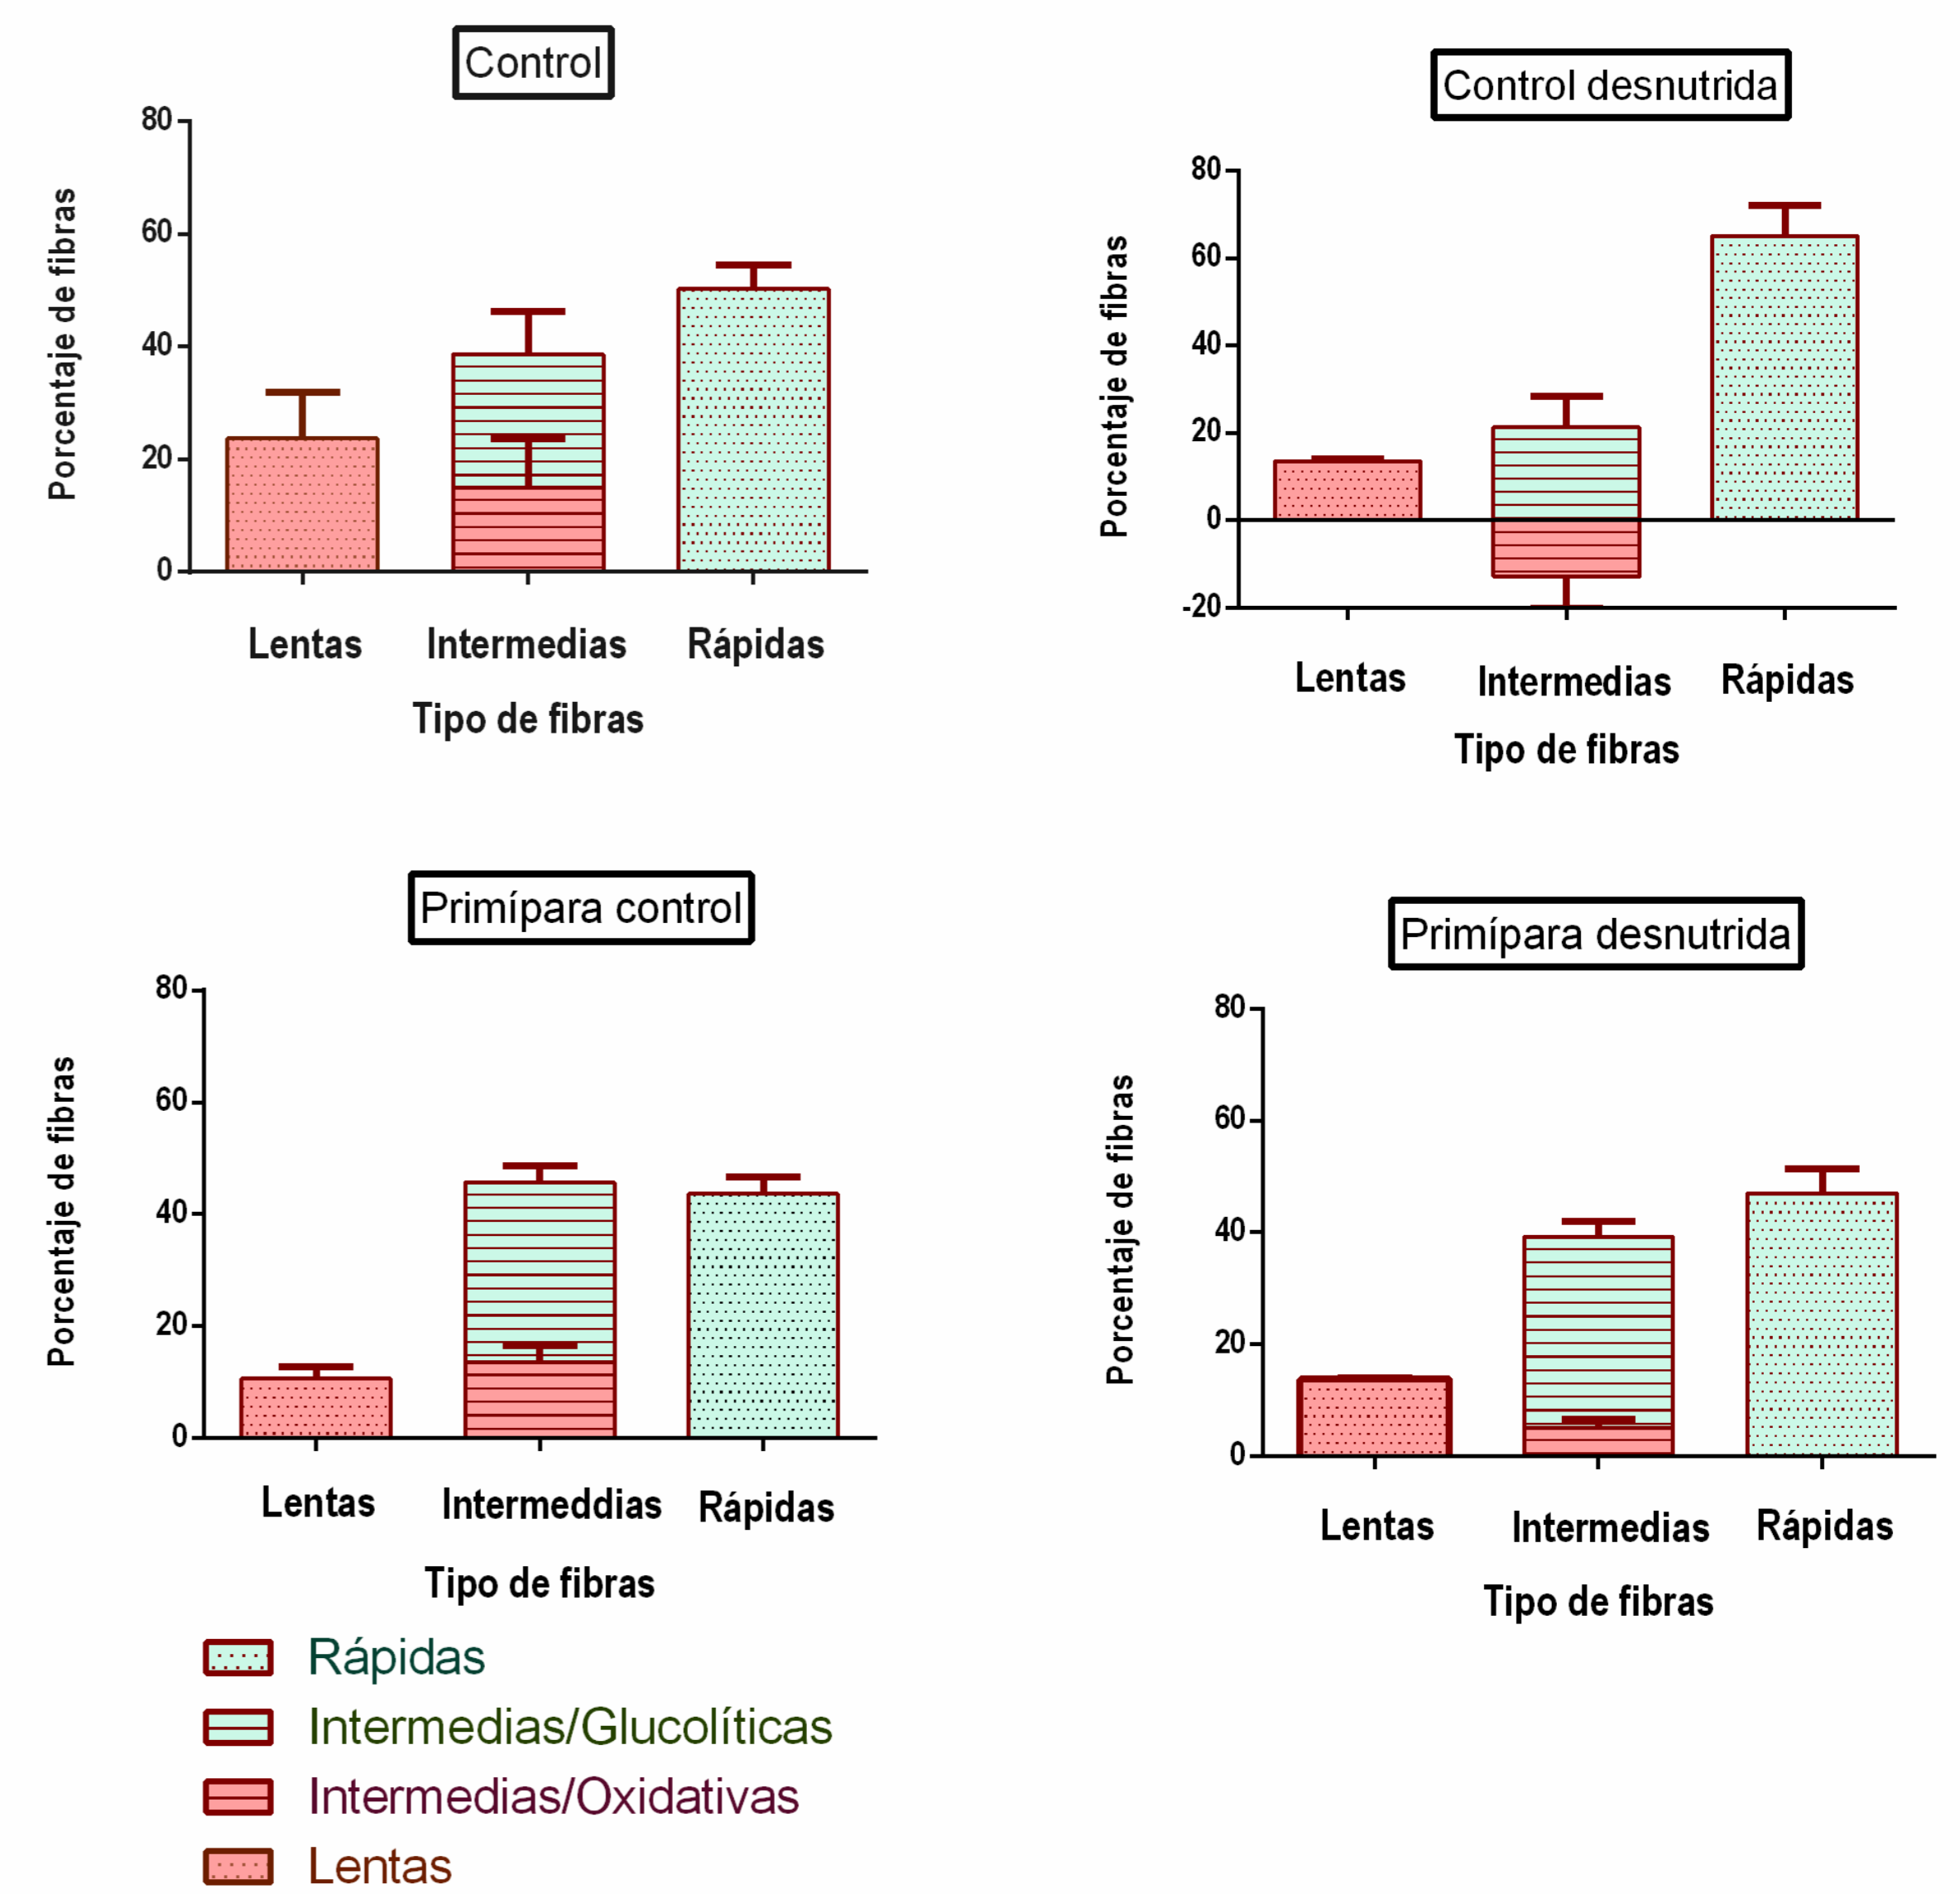 Control
80
60
40
20
0
Porcentaje de fibras
Lentas Intermedias Rápidas
Tipo de fibras
Control desnutrida
80
60
40
20
0
-20
Porcentaje de fibras
Lentas Intermedias Rápidas
Tipo de fibras
Primípara control
80
60
40
20
0
Porcentaje de fibras
Lentas Intermeddias Rápidas
Tipo de fibras
Primípara desnutrida
80
60
40
20
0
Porcentaje de fibras
Lentas Intermedias Rápidas
Tipo de fibras
Rápidas
Intermedias/Glucolíticas
Intermedias/Oxidativas
Lentas